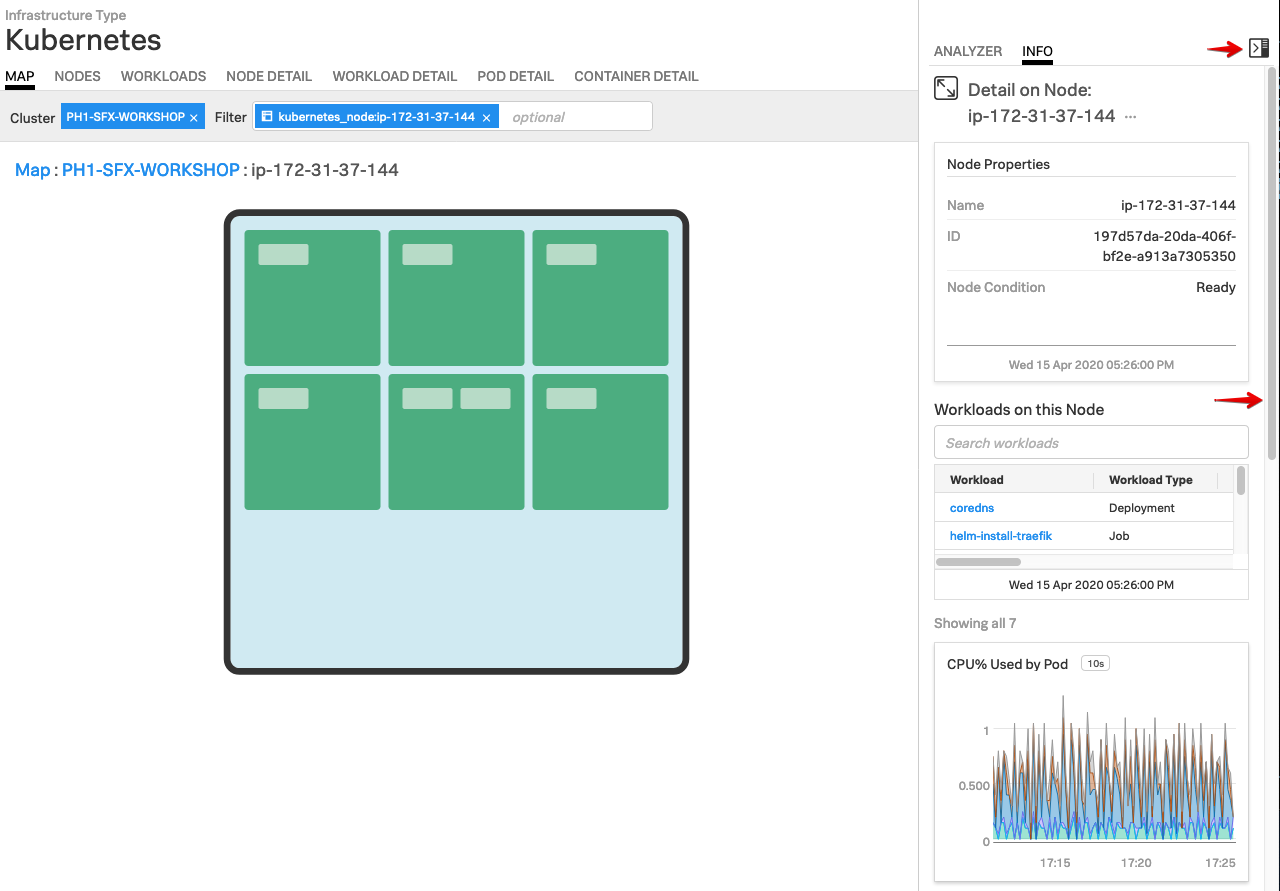 Infrastructure Type
Kubernetes
MAP NODES WORKLOADS NODE DETAIL WORKLOAD DETAIL POD DETAIL CONTAINER DETAIL
Cluster PH1-SFX-WORKSHOP × Filter kubernetes_node:ip-172-31-37-144 × optional
Map : PH1-SFX-WORKSHOP : ip-172-31-37-144
ANALYZER INFO
Detail on Node:
ip-172-31-37-144 ...
Node Properties
Name ip-172-31-37-144
ID 197d57da-20da-406f-
bf2e-a913a7305350
Node Condition Ready
Wed 15 Apr 2020 05:26:00 PM
Workloads on this Node
Search workloads
Workload Workload Type
coredns Deployment
helm-install-traefik Job
Wed 15 Apr 2020 05:26:00 PM
Showing all 7
CPU% Used by Pod 10s
1
0.500
0
17:15 17:20 17:25